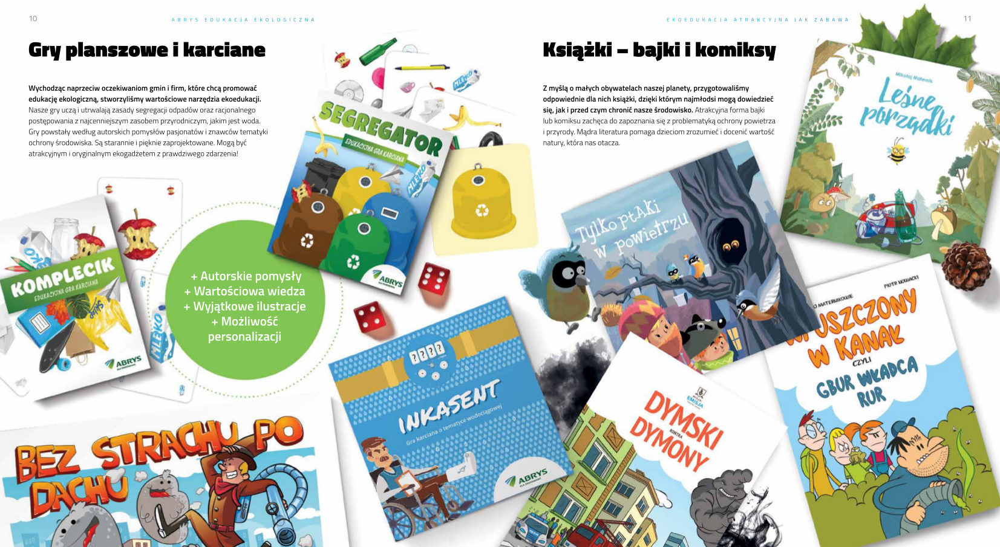 10
ABRYS EDUKACJA EKOLOGICZNA
Gry planszowe i karciane
Wychodząc naprzeciw oczekiwaniom gmin i firm, które chcą promować
edukację ekologiczną, stworzyliśmy wartościowe narzędzia ekoedukacji.
Nasze gry uczą i utrwalają zasady segregacji odpadów oraz racjonalnego
postępowania z najcenniejszym zasobem przyrodniczym, jakim jest woda.
Gry powstały według autorskich pomysłów pasjonatów i znawców tematyki
ochrony środowiska. Są starannie i pięknie zaprojektowane. Mogą być
atrakcyjnym i oryginalnym ekogadżetem z prawdziwego zdarzenia!
MLEKO
SEGREGATOR
EDUKACYJNA GRA KARCIANA
MLEKO
ABRYS
KOMPLECIK
EDUKACYJNA GRA KARCIANA
ABRYS
MLEKO
+ Autorskie pomysły
+ Wartościowa wiedza
+ Wyjątkowe ilustracje
+ Możliwość
personalizacji
????
INKASENT
Gra karciana o tematyce wodociągowej
ABRYS
BEZ STRACHU PO
DACHU
EKOEDUKACJA ATRAKCYJNA JAK ZABAWA
11
Książki – bajki i komiksy
Z myślą o małych obywatelach naszej planety, przygotowaliśmy
odpowiednie dla nich książki, dzięki którym najmłodsi mogą dowiedzieć
się, jak i przed czym chronić nasze środowisko. Atrakcyjna forma bajki
lub komiksu zachęca do zapoznania się z problematyką ochrony powietrza
i przyrody. Mądra literatura pomaga dzieciom zrozumieć i docenić wartość
natury, która nas otacza.
Mikołaj Maternik
Leśne
porządki
Tylko ptAki
w powietrzu
PIOTR NOWACKI
W KANAŁ
CZYLI
GBUR WŁADCA
RUR
EMISJA
DYMSKI
KONTRA
DYMONY